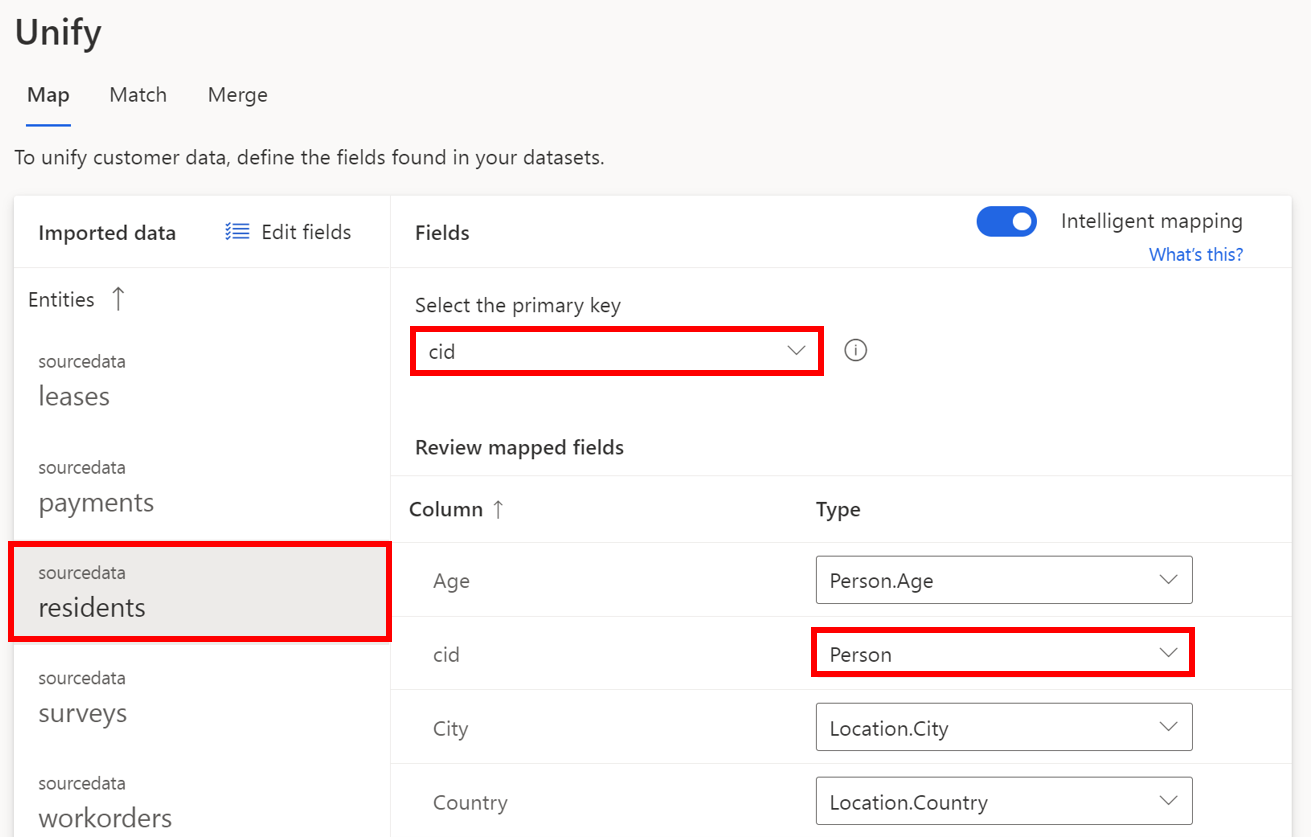 Unify
Map Match Merge
To unify customer data, define the fields found in your datasets.
Imported data Edit fields
Fields
Intelligent mapping
What's this?
Entities ↑
sourcedata
leases
sourcedata
payments
sourcedata
residents
sourcedata
surveys
sourcedata
workorders
Select the primary key
cid
Review mapped fields
Column ↑ Type
Age Person.Age
cid Person
City Location.City
Country Location.Country